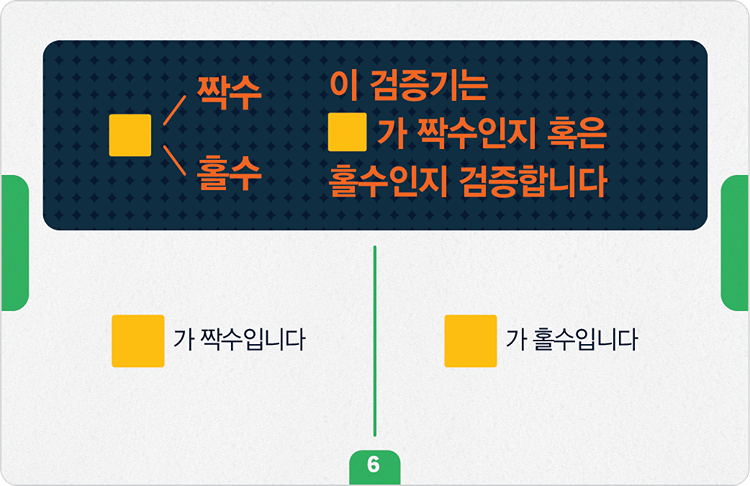 짝수
홀수
이 검증기는
가 짝수인지 혹은
홀수인지 검증합니다
가 짝수입니다
가 홀수입니다
6